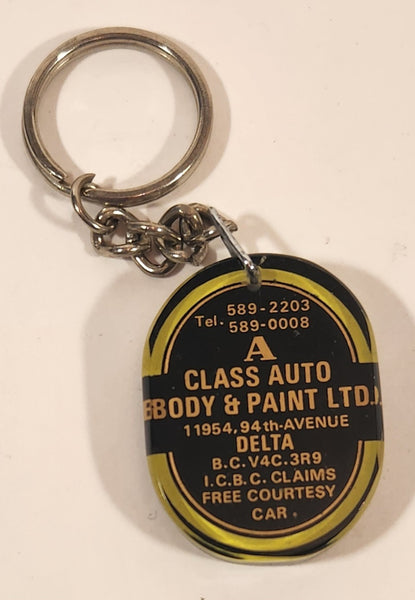 Tel. 589-2203
589-0008
A
CLASS AUTO
BODY & PAINT LTD.
11954, 94th-AVENUE
DELTA
B.C. V4C.3R9
I.C.B.C. CLAIMS
FREE COURTESY
CAR.